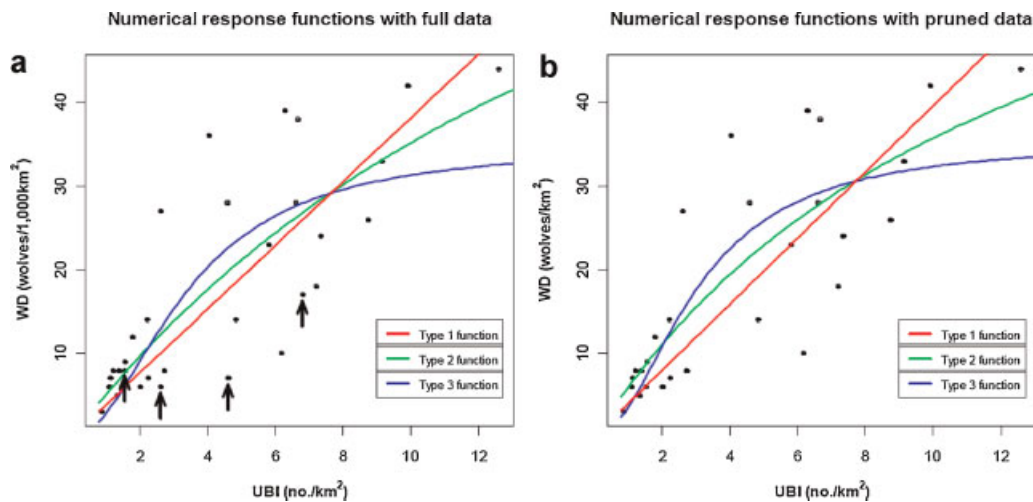 Numerical response functions with full data
a
WD (wolves/1,000km²)
40
30
20
10
Type 1 function
Type 2 function
Type 3 function
2 4 6 8 10 12
UBI (no./km²)
Numerical response functions with pruned data
b
WD (wolves/km²)
40
30
20
10
Type 1 function
Type 2 function
Type 3 function
2 4 6 8 10 12
UBI (no./km²)